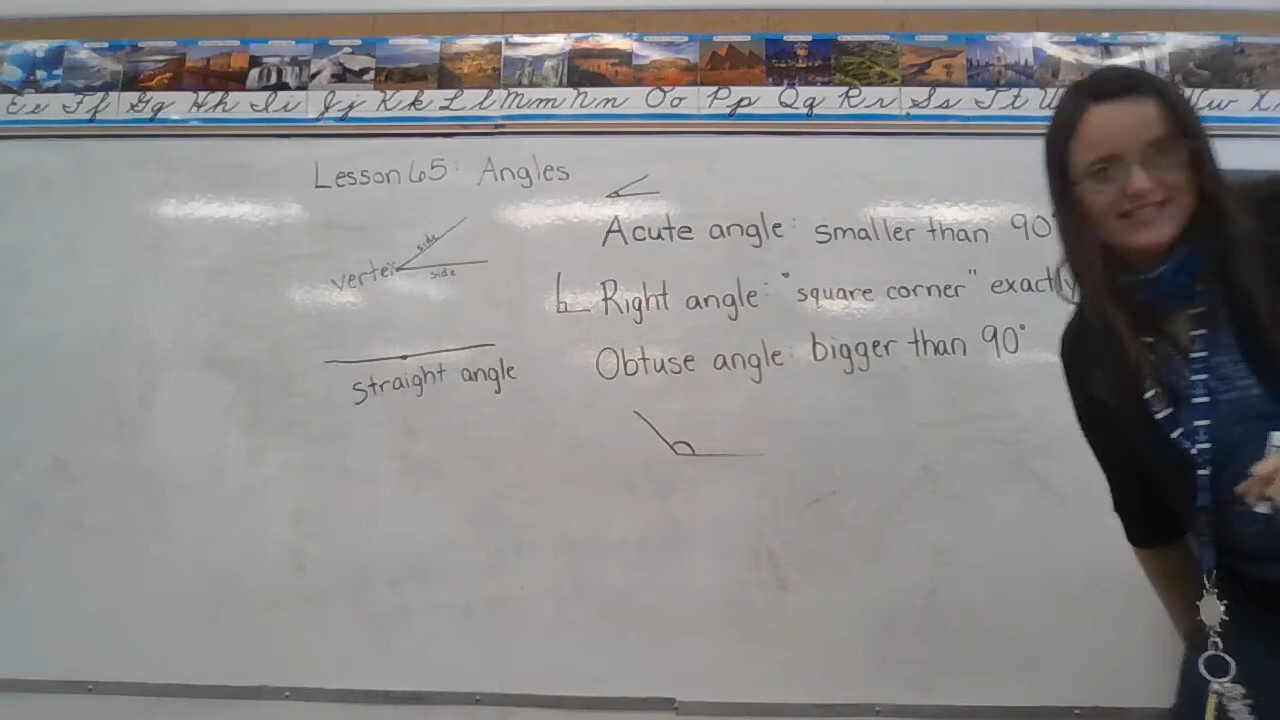 Ee Ff Gg Hh Ii Jj Kk Ll Mm Nn Oo Pp Qq Rr Ss Tt
Lesson 65: Angles
side
vertex
side
straight angle
Acute angle: smaller than 90°
Right angle: "square corner" exactly
Obtuse angle: bigger than 90°